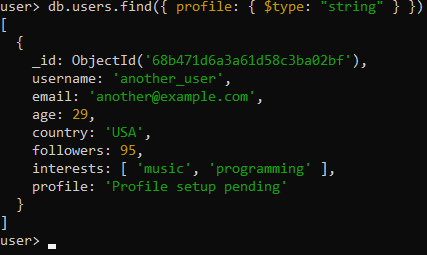 user> db.users.find({ profile: { $type: "string" } })
[
  {
    _id: ObjectId('68b471d6a3a61d58c3ba02bf'),
    username: 'another_user',
    email: 'another@example.com',
    age: 29,
    country: 'USA',
    followers: 95,
    interests: [ 'music', 'programming' ],
    profile: 'Profile setup pending'
  }
]
user>